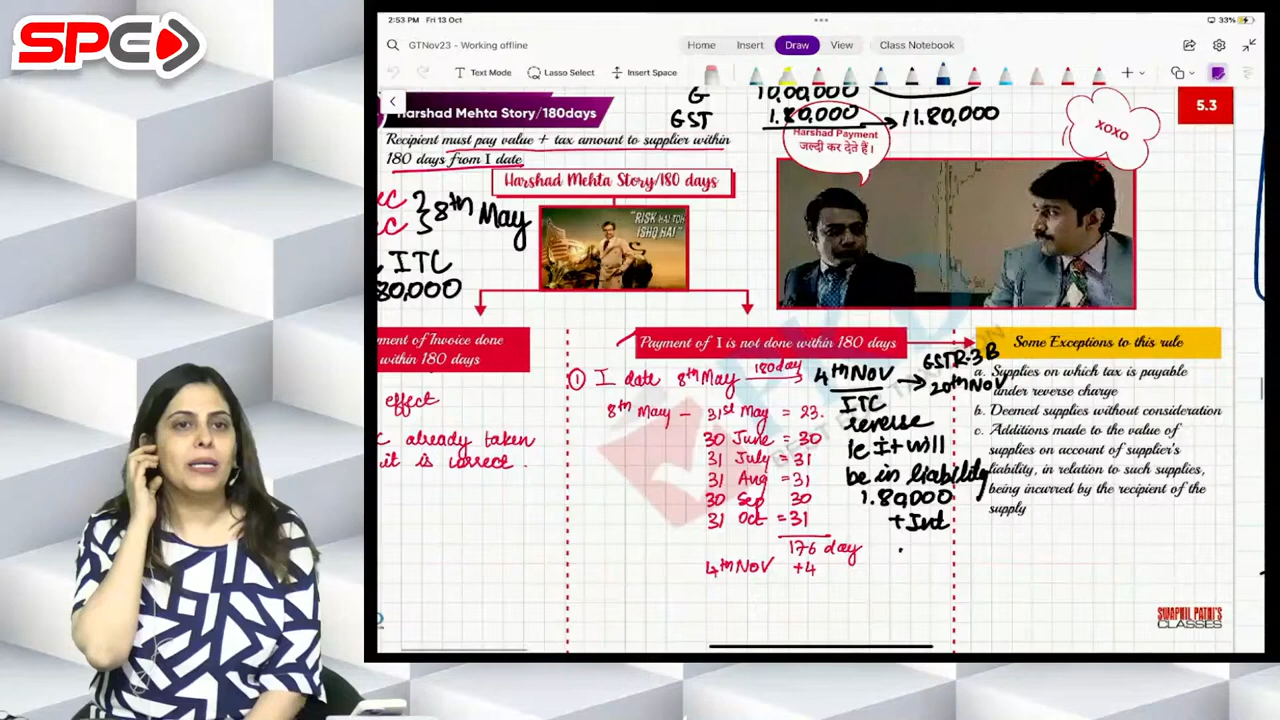 SPC
2:53 PM Fri 13 Oct
33%
GTNov23 - Working offline
Home Insert Draw View Class Notebook
Text Mode Lasso Select Insert Space
G 10,00,000
GST 1.80,000 → 11.80,000
Harshad Mehta Story/180days
5.3
Recipient must pay value + tax amount to supplier within
180 days from I date
Harshad Payment
जल्दी कर देते हैं।
XOXO
Harshad Mehta Story/180 days
8th May
ITC
80,000
"RISK HAI TOH
ISHQ HAI"
ment of Invoice done
within 180 days
effect
already taken
it is correct.
Payment of I is not done within 180 days
① I date 8th May 180day 4th NOV → GSTR-3B
20th NOV
8th May - 31st May = 23.
30 June = 30
31 July = 31
31 Aug = 31
30 Sep 30
31 Oct = 31
176 day
4th NOV +4
ITC
reverse
ie It will
be in liability
1.80,000
+ Int
Some Exceptions to this rule
a. Supplies on which tax is payable
under reverse charge
b. Deemed supplies without consideration
c. Additions made to the value of
supplies on account of supplier's
liability, in relation to such supplies,
being incurred by the recipient of the
supply
SWAPNIL PATNI'S
CLASSES